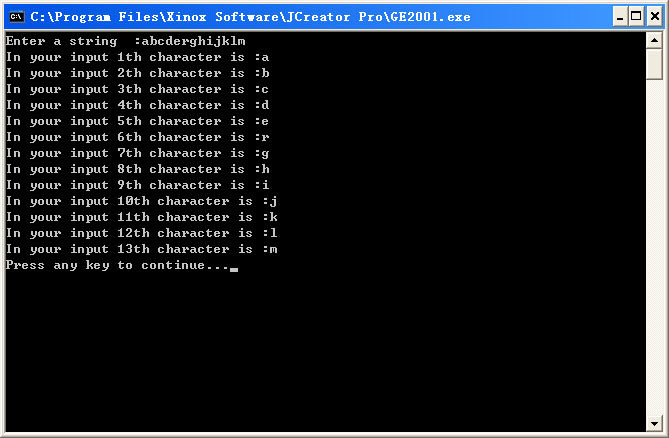 C:\Program Files\Xinox Software\JCreator Pro\GE2001.exe
Enter a string  :abcderghijklm
In your input 1th character is :a
In your input 2th character is :b
In your input 3th character is :c
In your input 4th character is :d
In your input 5th character is :e
In your input 6th character is :r
In your input 7th character is :g
In your input 8th character is :h
In your input 9th character is :i
In your input 10th character is :j
In your input 11th character is :k
In your input 12th character is :l
In your input 13th character is :m
Press any key to continue..._